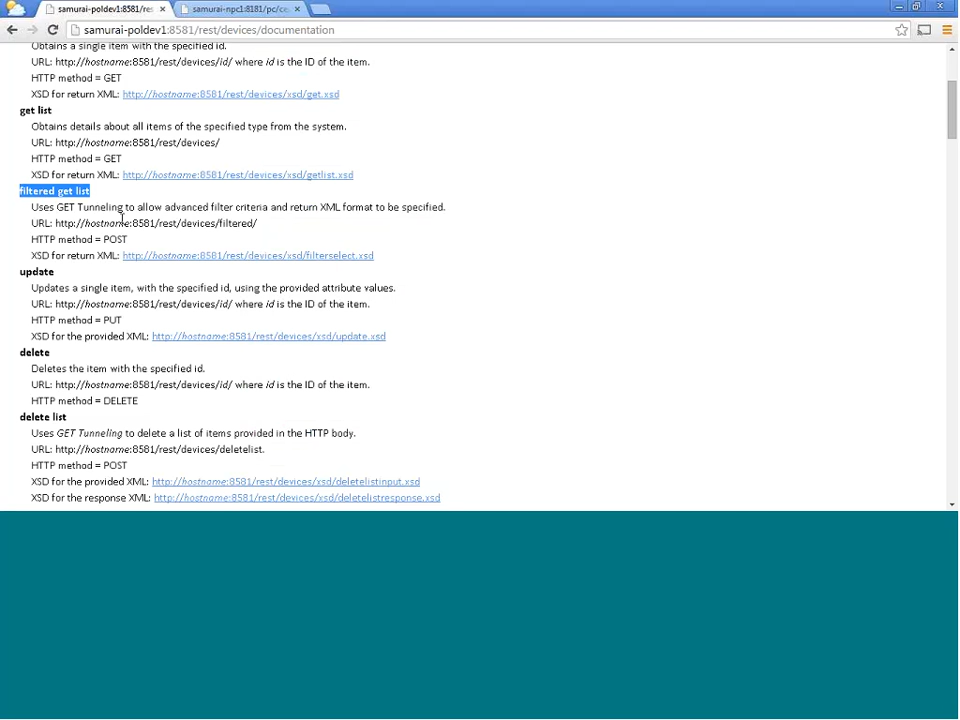 samurai-poldev1:8581/res
samurai-npc1:8181/pc/ce
samurai-poldev1:8581/rest/devices/documentation
Obtains a single item with the specified id.
URL: http://hostname:8581/rest/devices/id/ where id is the ID of the item.
HTTP method = GET
XSD for return XML: http://hostname:8581/rest/devices/xsd/get.xsd
get list
Obtains details about all items of the specified type from the system.
URL: http://hostname:8581/rest/devices/
HTTP method = GET
XSD for return XML: http://hostname:8581/rest/devices/xsd/getlist.xsd
filtered get list
Uses GET Tunneling to allow advanced filter criteria and return XML format to be specified.
URL: http://hostname:8581/rest/devices/filtered/
HTTP method = POST
XSD for return XML: http://hostname:8581/rest/devices/xsd/filterselect.xsd
update
Updates a single item, with the specified id, using the provided attribute values.
URL: http://hostname:8581/rest/devices/id/ where id is the ID of the item.
HTTP method = PUT
XSD for the provided XML: http://hostname:8581/rest/devices/xsd/update.xsd
delete
Deletes the item with the specified id.
URL: http://hostname:8581/rest/devices/id/ where id is the ID of the item.
HTTP method = DELETE
delete list
Uses GET Tunneling to delete a list of items provided in the HTTP body.
URL: http://hostname:8581/rest/devices/deletelist.
HTTP method = POST
XSD for the provided XML: http://hostname:8581/rest/devices/xsd/deletelistinput.xsd
XSD for the response XML: http://hostname:8581/rest/devices/xsd/deletelistresponse.xsd